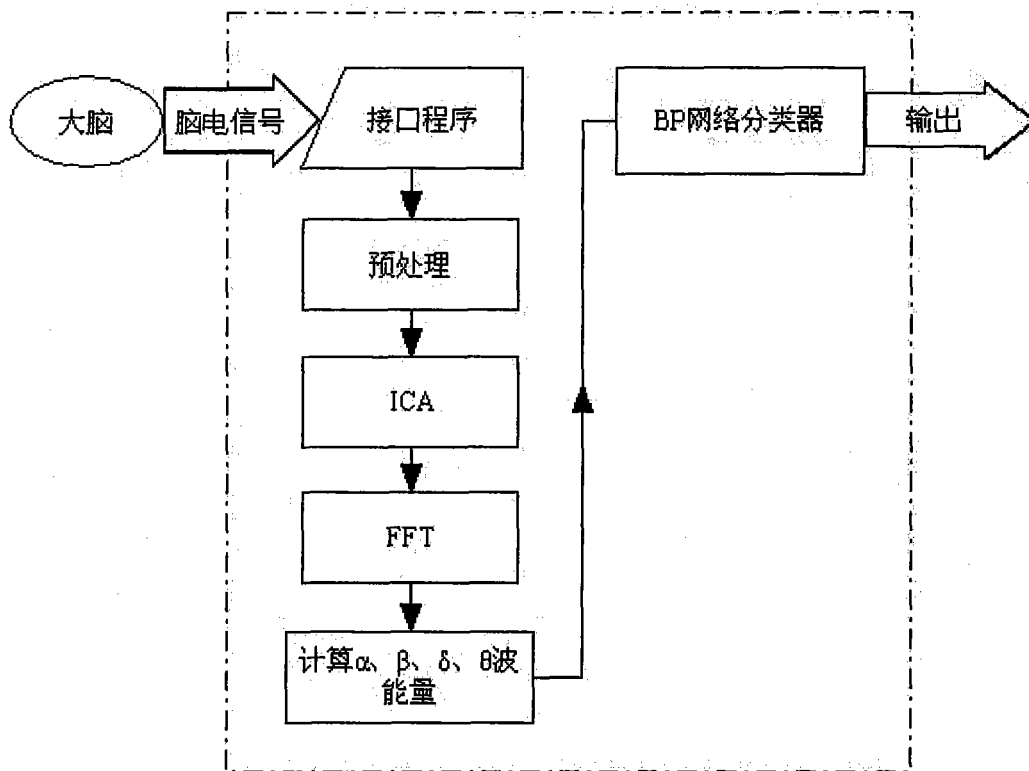 大脑
脑电信号
接口程序
预处理
ICA
FFT
计算α、β、δ、θ波
能量
BP网络分类器
输出